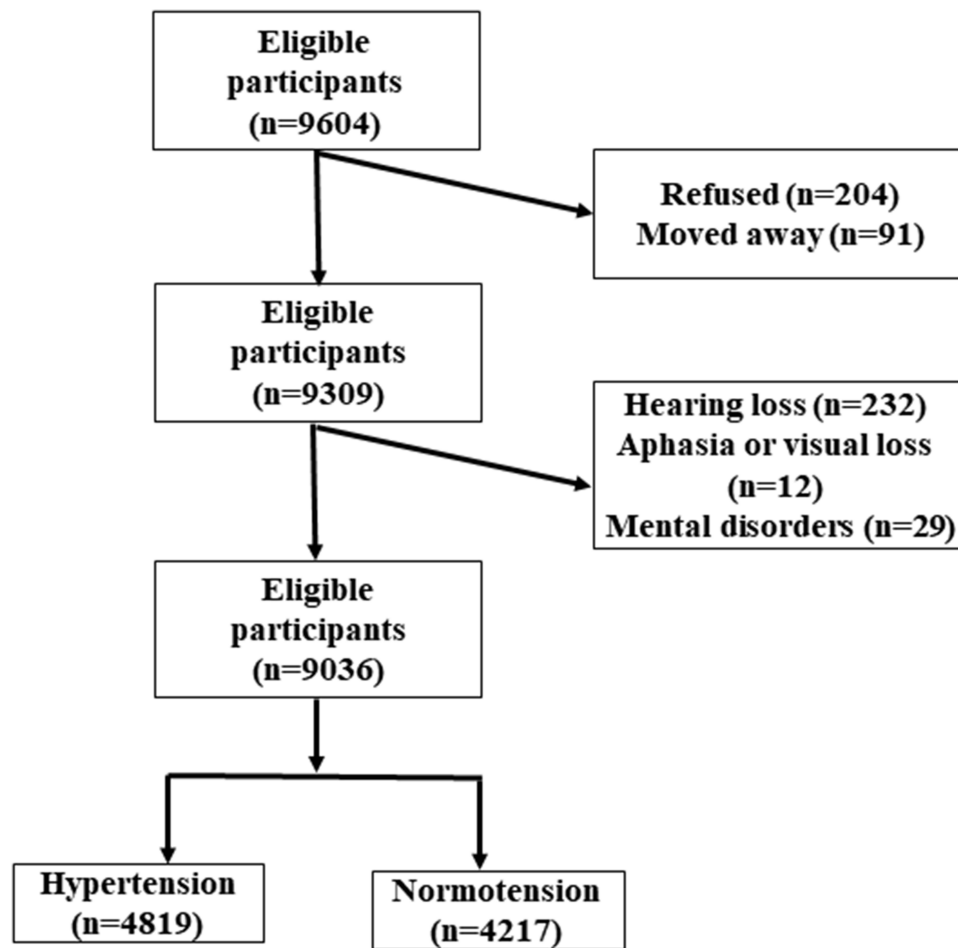 Eligible
participants
(n=9604)
Refused (n=204)
Moved away (n=91)
Eligible
participants
(n=9309)
Hearing loss (n=232)
Aphasia or visual loss
(n=12)
Mental disorders (n=29)
Eligible
participants
(n=9036)
Hypertension
(n=4819)
Normotension
(n=4217)